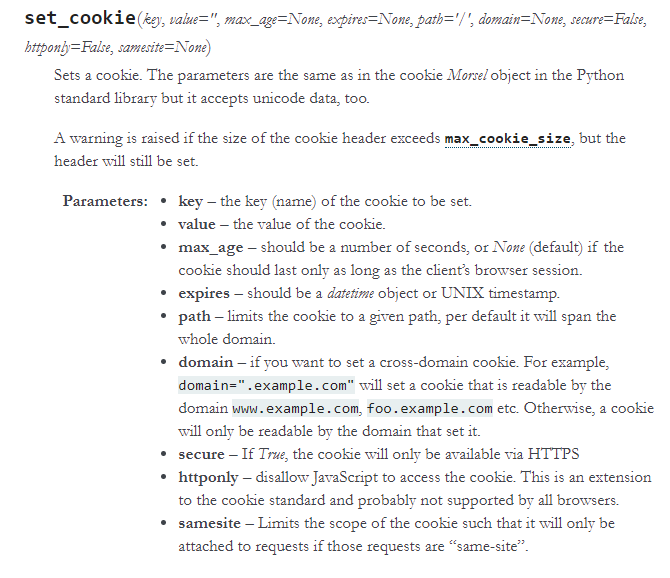 set_cookie(key, value='', max_age=None, expires=None, path='/', domain=None, secure=False,
httponly=False, samesite=None)
Sets a cookie. The parameters are the same as in the cookie Morsel object in the Python
standard library but it accepts unicode data, too.
A warning is raised if the size of the cookie header exceeds max_cookie_size, but the
header will still be set.
Parameters: • key – the key (name) of the cookie to be set.
• value – the value of the cookie.
• max_age – should be a number of seconds, or None (default) if the
cookie should last only as long as the client's browser session.
• expires – should be a datetime object or UNIX timestamp.
• path – limits the cookie to a given path, per default it will span the
whole domain.
• domain – if you want to set a cross-domain cookie. For example,
domain=".example.com" will set a cookie that is readable by the
domain www.example.com, foo.example.com etc. Otherwise, a cookie
will only be readable by the domain that set it.
• secure – If True, the cookie will only be available via HTTPS
• httponly – disallow JavaScript to access the cookie. This is an extension
to the cookie standard and probably not supported by all browsers.
• samesite – Limits the scope of the cookie such that it will only be
attached to requests if those requests are “same-site”.